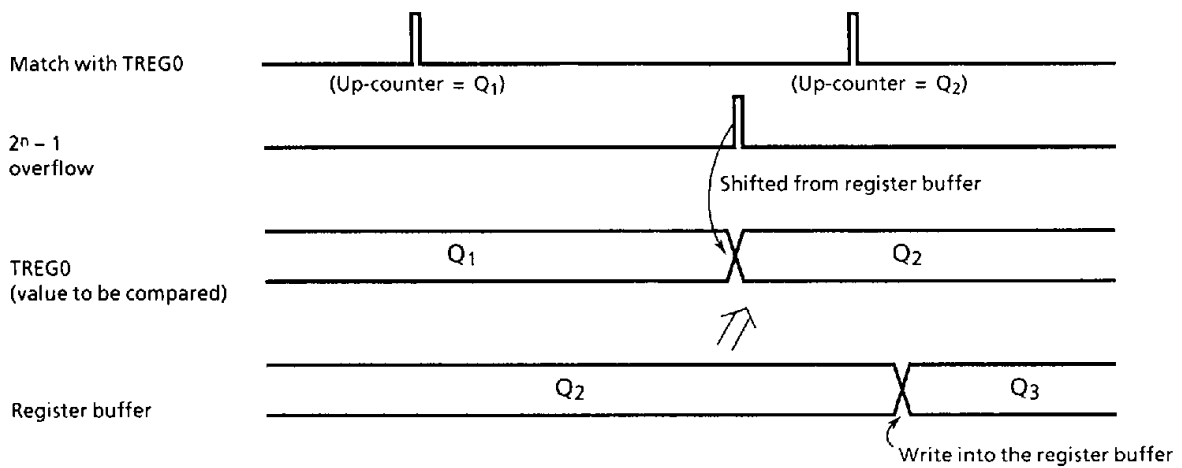 Match with TREG0
(Up-counter = Q₁)
(Up-counter = Q₂)
2ⁿ – 1
overflow
Shifted from register buffer
Q₁
Q₂
TREG0
(value to be compared)
Q₂
Q₃
Register buffer
Write into the register buffer